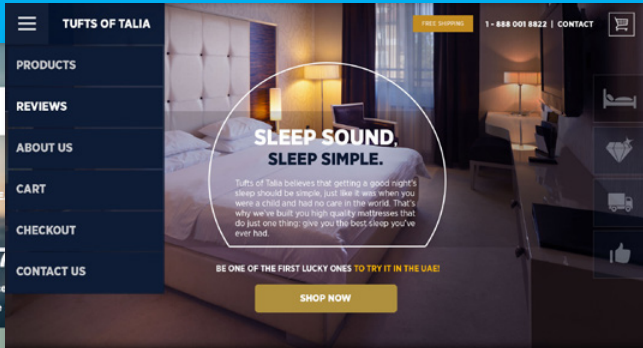 TUFTS OF TALIA
FREE SHIPPING
1 - 888 001 8822 | CONTACT
PRODUCTS
REVIEWS
ABOUT US
CART
CHECKOUT
CONTACT US
SLEEP SOUND,
SLEEP SIMPLE.
Tufts of Talia believes that getting a good night's
sleep should be simple, just like it was when you
were a child and had no care in the world. That's
why we've built you high quality mattresses that
do just one thing: give you the best sleep you've
ever had.
BE ONE OF THE FIRST LUCKY ONES TO TRY IT IN THE UAE!
SHOP NOW